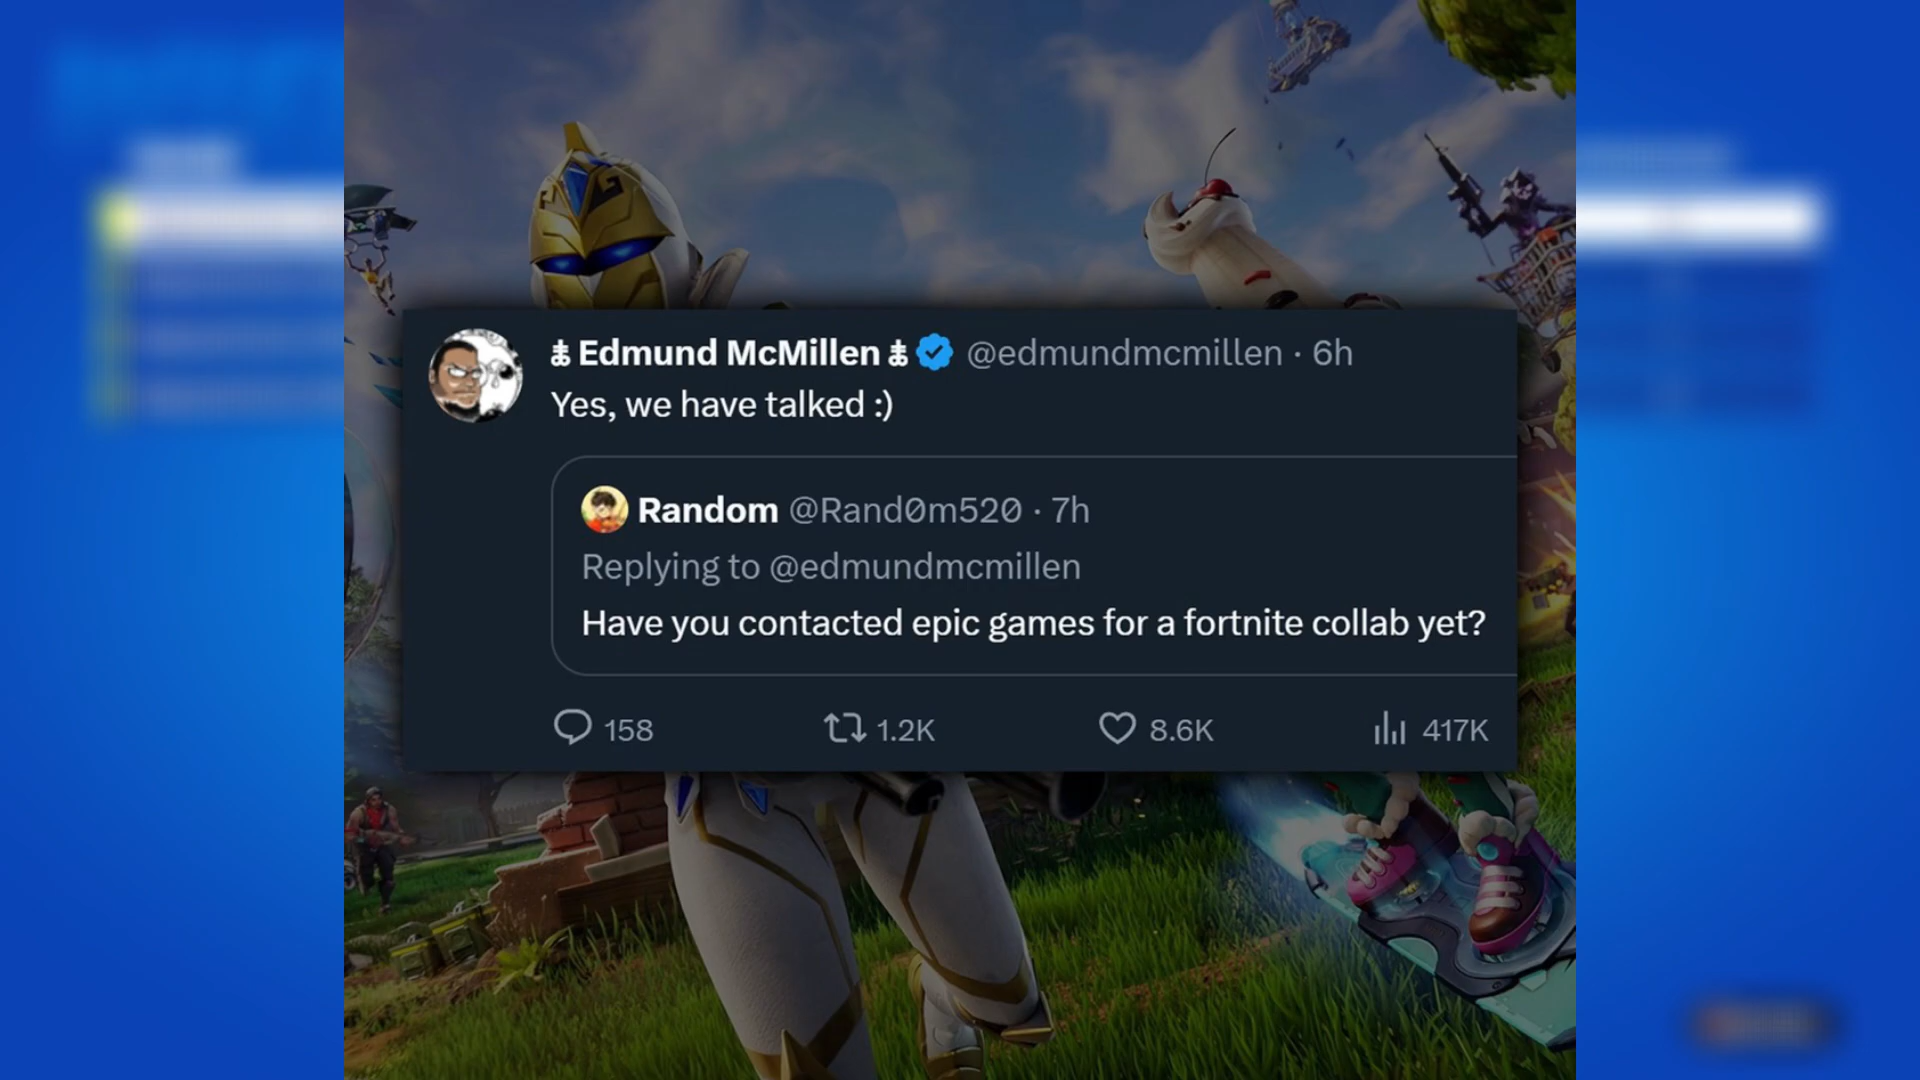 Edmund McMillen @edmundmcmillen · 6h
Yes, we have talked :)
Random @Rand0m520 · 7h
Replying to @edmundmcmillen
Have you contacted epic games for a fortnite collab yet?
158 1.2K 8.6K 417K